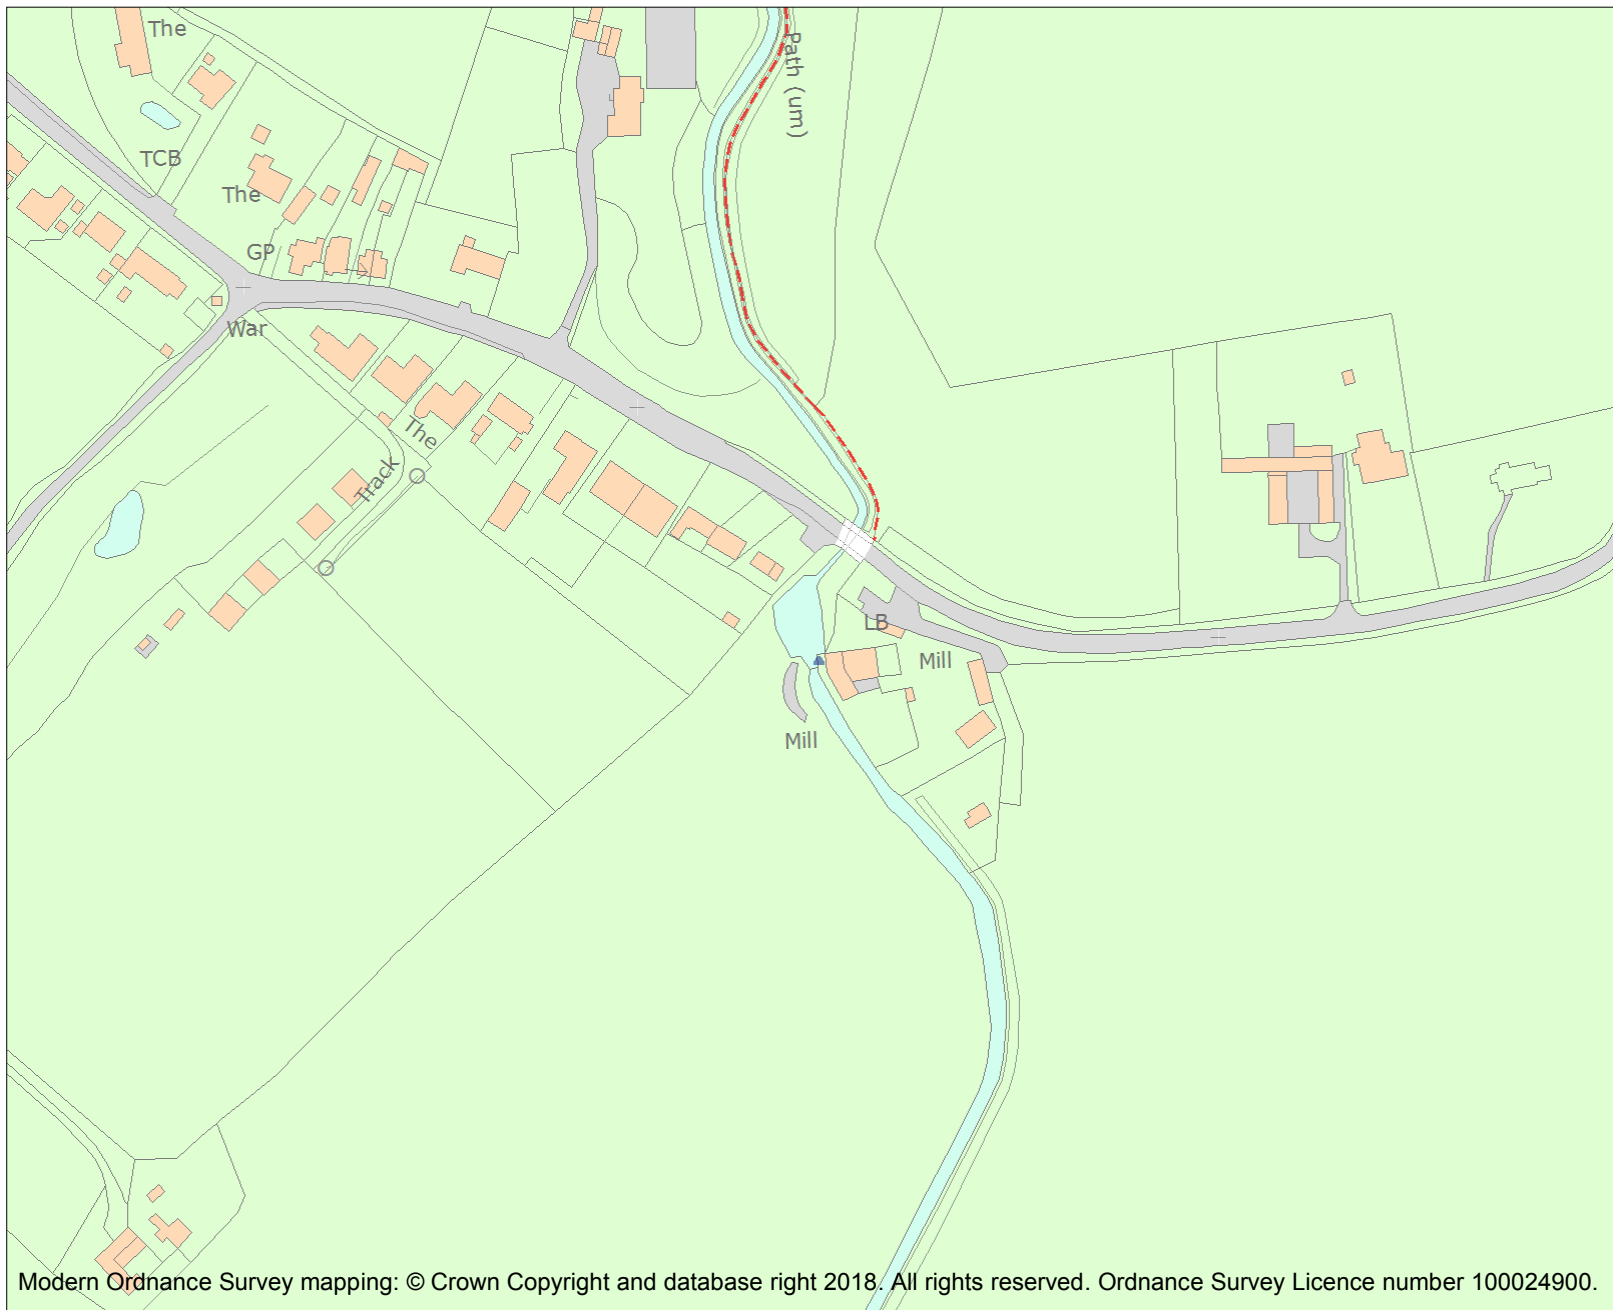 The
Path (um)
TCB
The
GP
War
The
Track
LB
Mill
Mill
Modern Ordnance Survey mapping: © Crown Copyright and database right 2018. All rights reserved. Ordnance Survey Licence number 100024900.